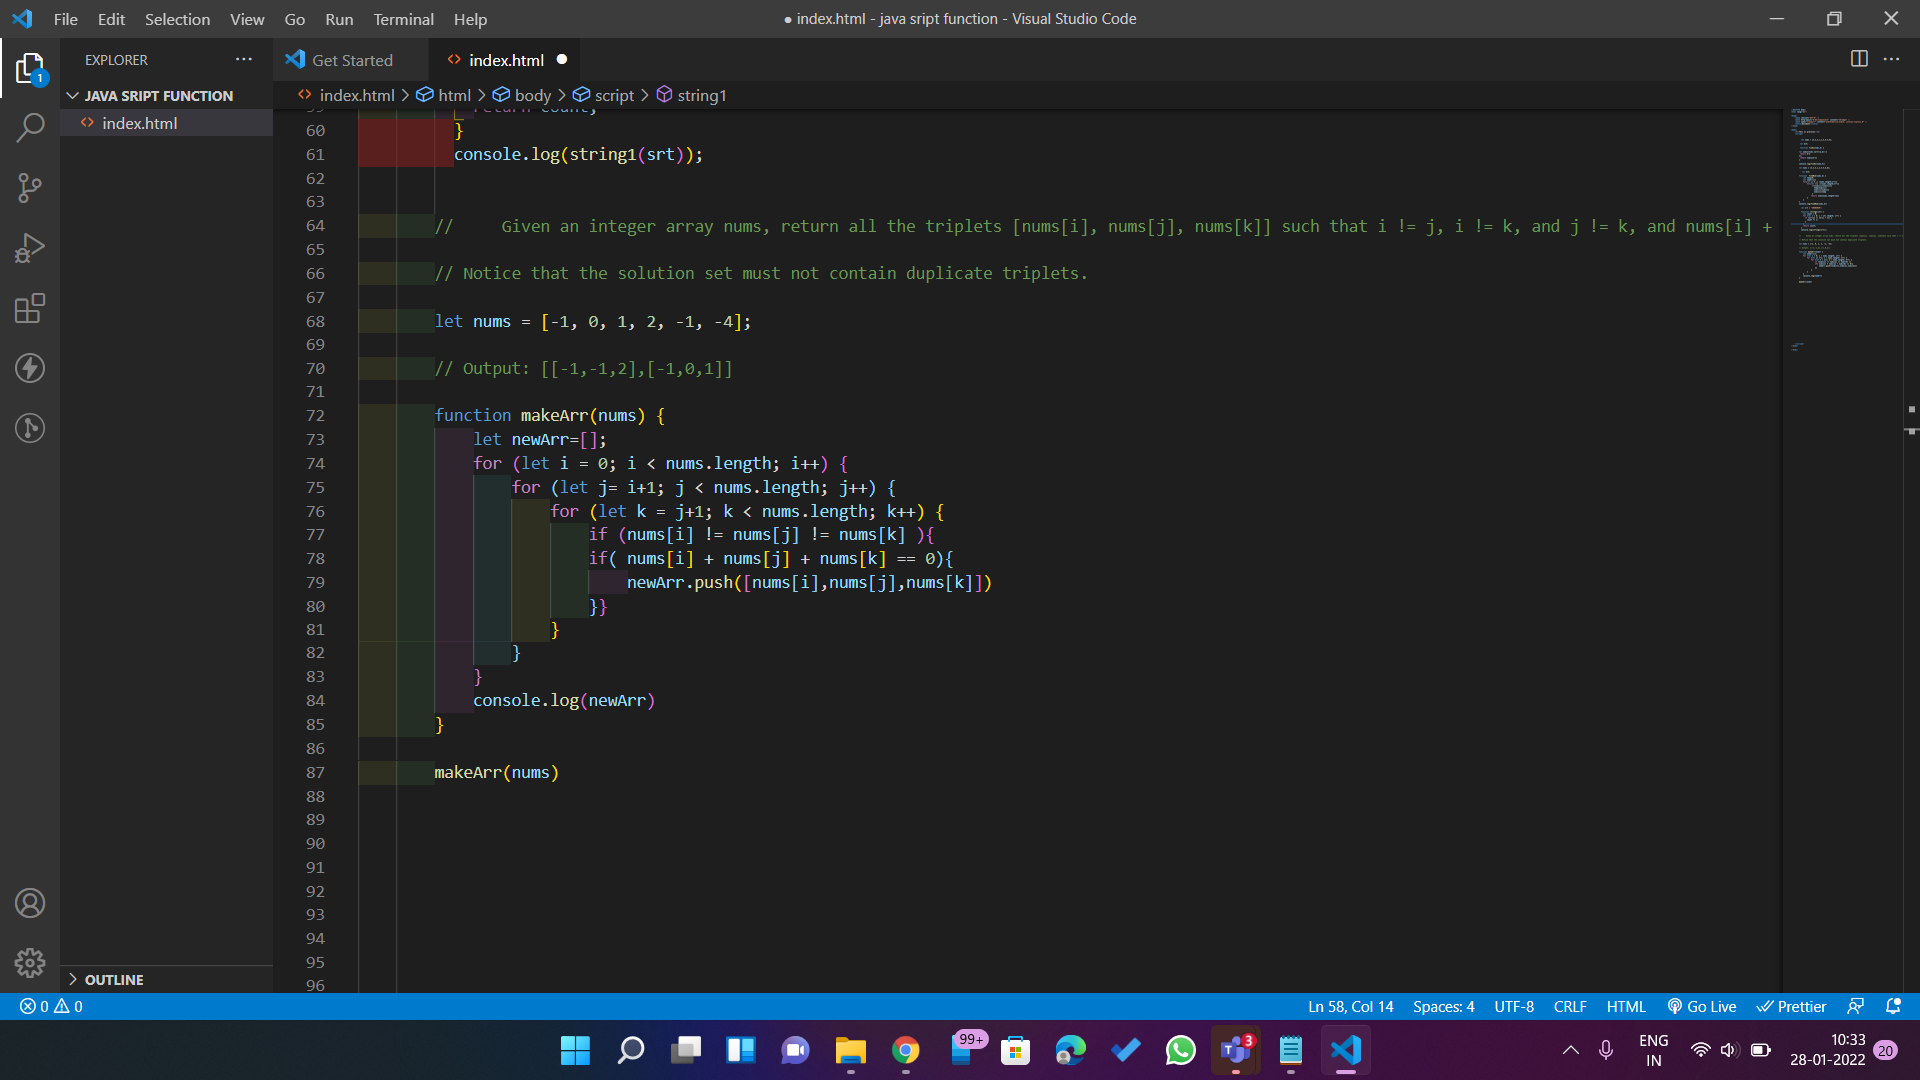 File Edit Selection View Go Run Terminal Help
● index.html - java sript function - Visual Studio Code
EXPLORER
JAVA SRIPT FUNCTION
index.html
OUTLINE
Get Started
index.html
index.html > html > body > script > string1
60 }
61 console.log(string1(srt));
62
63
64 // Given an integer array nums, return all the triplets [nums[i], nums[j], nums[k]] such that i != j, i != k, and j != k, and nums[i] +
65
66 // Notice that the solution set must not contain duplicate triplets.
67
68 let nums = [-1, 0, 1, 2, -1, -4];
69
70 // Output: [[-1,-1,2],[-1,0,1]]
71
72 function makeArr(nums) {
73 let newArr=[];
74 for (let i = 0; i < nums.length; i++) {
75 for (let j= i+1; j < nums.length; j++) {
76 for (let k = j+1; k < nums.length; k++) {
77 if (nums[i] != nums[j] != nums[k] ){
78 if( nums[i] + nums[j] + nums[k] == 0){
79 newArr.push([nums[i],nums[j],nums[k]])
80 }}
81 }
82 }
83 }
84 console.log(newArr)
85 }
86
87 makeArr(nums)
88
89
90
91
92
93
94
95
96
0 0
Ln 58, Col 14 Spaces: 4 UTF-8 CRLF HTML Go Live Prettier
1
99+
3
ENG
IN
10:33
28-01-2022
20